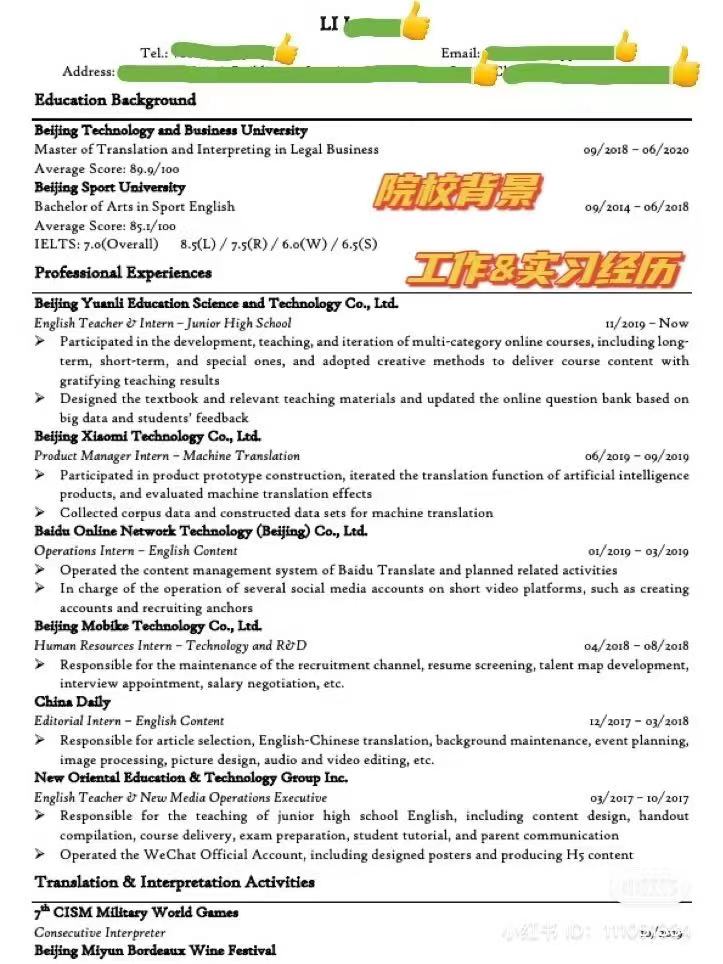 LI
Tel.:
Email:
Address:
Education Background
Beijing Technology and Business University
Master of Translation and Interpreting in Legal Business 09/2018 – 06/2020
Average Score: 89.9/100
Beijing Sport University
院校背景
Bachelor of Arts in Sport English 09/2014 – 06/2018
Average Score: 85.1/100
IELTS: 7.0(Overall) 8.5(L) / 7.5(R) / 6.0(W) / 6.5(S)
工作&实习经历
Professional Experiences
Beijing Yuanli Education Science and Technology Co., Ltd.
English Teacher & Intern – Junior High School 11/2019 – Now
➢ Participated in the development, teaching, and iteration of multi-category online courses, including long-
term, short-term, and special ones, and adopted creative methods to deliver course content with
gratifying teaching results
➢ Designed the textbook and relevant teaching materials and updated the online question bank based on
big data and students' feedback
Beijing Xiaomi Technology Co., Ltd.
Product Manager Intern – Machine Translation 06/2019 – 09/2019
➢ Participated in product prototype construction, iterated the translation function of artificial intelligence
products, and evaluated machine translation effects
➢ Collected corpus data and constructed data sets for machine translation
Baidu Online Network Technology (Beijing) Co., Ltd.
Operations Intern – English Content 01/2019 – 03/2019
➢ Operated the content management system of Baidu Translate and planned related activities
➢ In charge of the operation of several social media accounts on short video platforms, such as creating
accounts and recruiting anchors
Beijing Mobike Technology Co., Ltd.
Human Resources Intern – Technology and R&D 04/2018 – 08/2018
➢ Responsible for the maintenance of the recruitment channel, resume screening, talent map development,
interview appointment, salary negotiation, etc.
China Daily
Editorial Intern – English Content 12/2017 – 03/2018
➢ Responsible for article selection, English-Chinese translation, background maintenance, event planning,
image processing, picture design, audio and video editing, etc.
New Oriental Education & Technology Group Inc.
English Teacher & New Media Operations Executive 03/2017 – 10/2017
➢ Responsible for the teaching of junior high school English, including content design, handout
compilation, course delivery, exam preparation, student tutorial, and parent communication
➢ Operated the WeChat Official Account, including designed posters and producing H5 content
Translation & Interpretation Activities
7th CISM Military World Games
Consecutive Interpreter 10/2019
小红书 ID:
Beijing Miyun Bordeaux Wine Festival